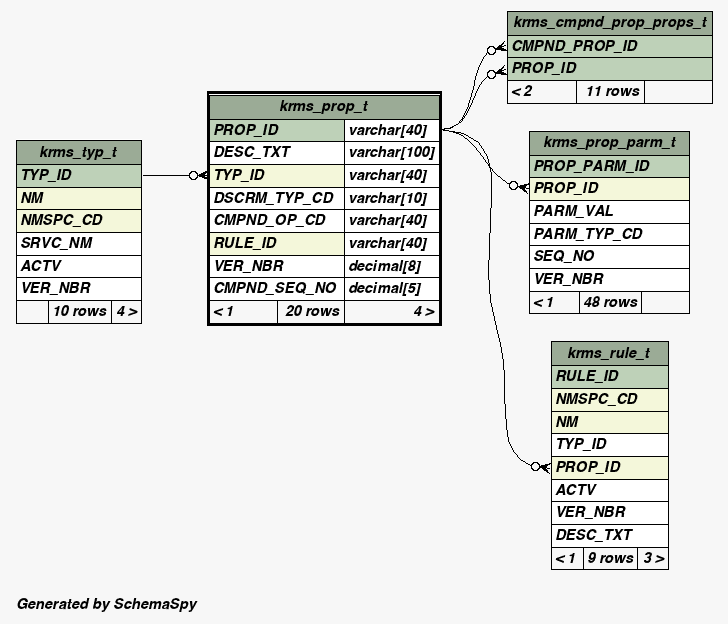 krms_cmpnd_prop_props_t
CMPND_PROP_ID
PROP_ID
< 2 11 rows
krms_prop_t
PROP_ID varchar[40]
DESC_TXT varchar[100]
TYP_ID varchar[40]
DSCRM_TYP_CD varchar[10]
CMPND_OP_CD varchar[40]
RULE_ID varchar[40]
VER_NBR decimal[8]
CMPND_SEQ_NO decimal[5]
< 1 20 rows 4 >
krms_typ_t
TYP_ID
NM
NMSPC_CD
SRVC_NM
ACTV
VER_NBR
10 rows 4 >
krms_prop_parm_t
PROP_PARM_ID
PROP_ID
PARM_VAL
PARM_TYP_CD
SEQ_NO
VER_NBR
< 1 48 rows
krms_rule_t
RULE_ID
NMSPC_CD
NM
TYP_ID
PROP_ID
ACTV
VER_NBR
DESC_TXT
< 1 9 rows 3 >
Generated by SchemaSpy